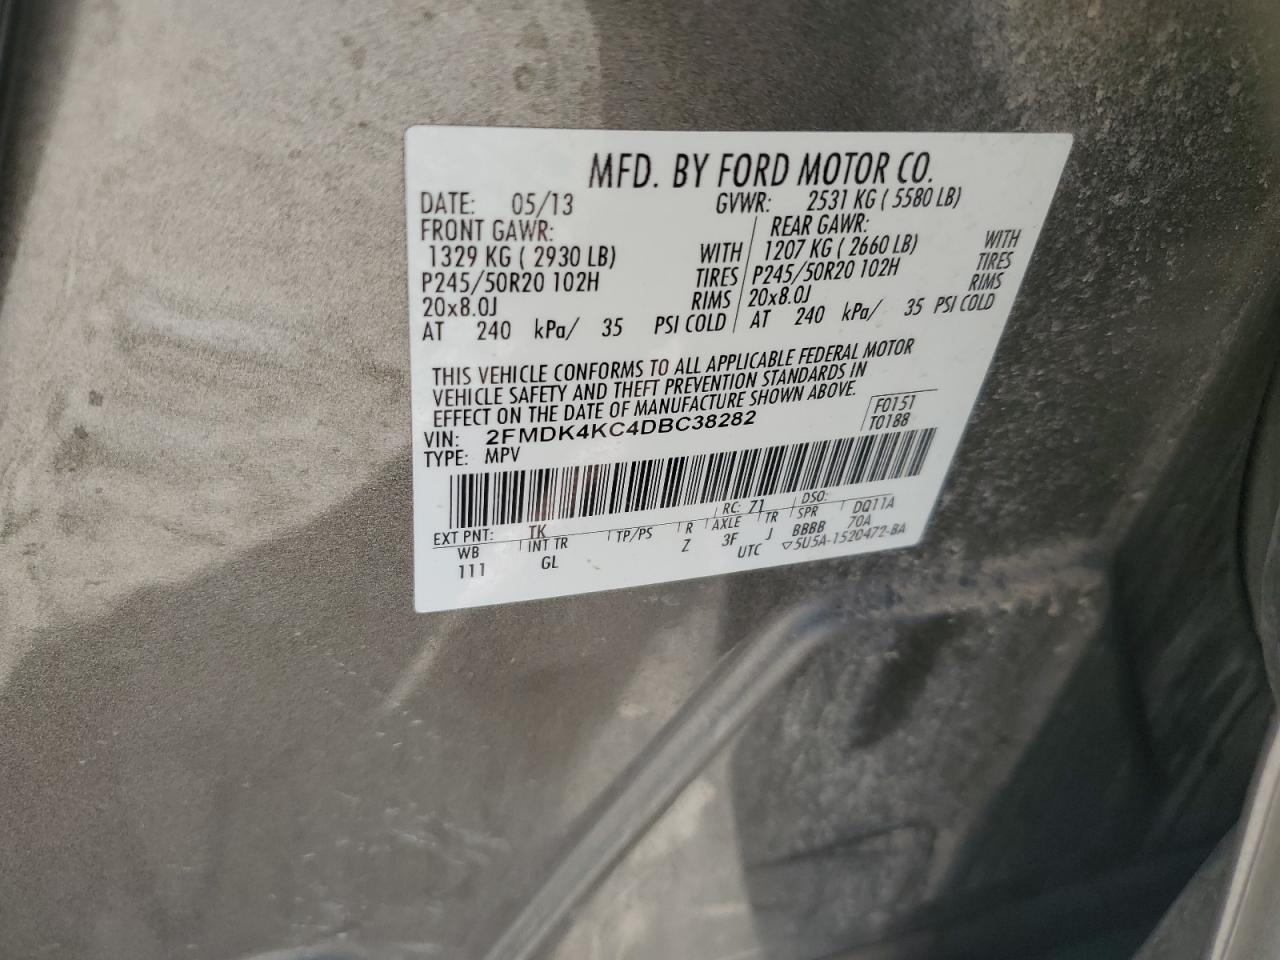 MFD. BY FORD MOTOR CO.
DATE: 05/13 GVWR: 2531 KG ( 5580 LB)
FRONT GAWR: REAR GAWR:
1329 KG ( 2930 LB) WITH 1207 KG ( 2660 LB) WITH
P245/50R20 102H TIRES P245/50R20 102H TIRES
20x8.0J RIMS 20x8.0J RIMS
AT 240 kPa/ 35 PSI COLD AT 240 kPa/ 35 PSI COLD
THIS VEHICLE CONFORMS TO ALL APPLICABLE FEDERAL MOTOR
VEHICLE SAFETY AND THEFT PREVENTION STANDARDS IN
EFFECT ON THE DATE OF MANUFACTURE SHOWN ABOVE.
VIN: 2FMDK4KC4DBC38282 F0151
TYPE: MPV T0188
EXT PNT: TK RC: 71 DSO:
WB INT TR TP/PS R AXLE TR SPR DQ11A
111 GL Z 3F J BBBB 70A
UTC ▽5U5A-1520472-BA